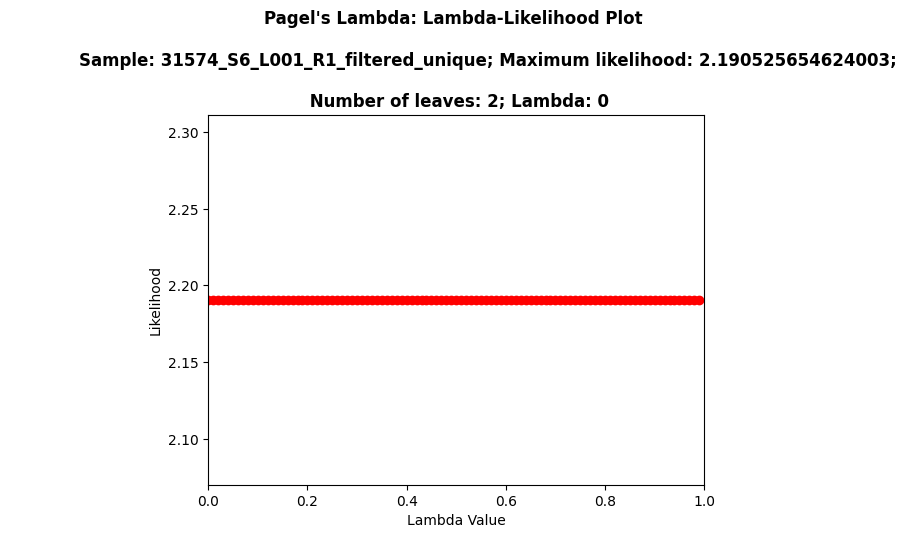 Pagel's Lambda: Lambda-Likelihood Plot
Sample: 31574_S6_L001_R1_filtered_unique; Maximum likelihood: 2.190525654624003;
Number of leaves: 2; Lambda: 0
2.30
2.25
2.20
2.15
2.10
Likelihood
0.0 0.2 0.4 0.6 0.8 1.0
Lambda Value